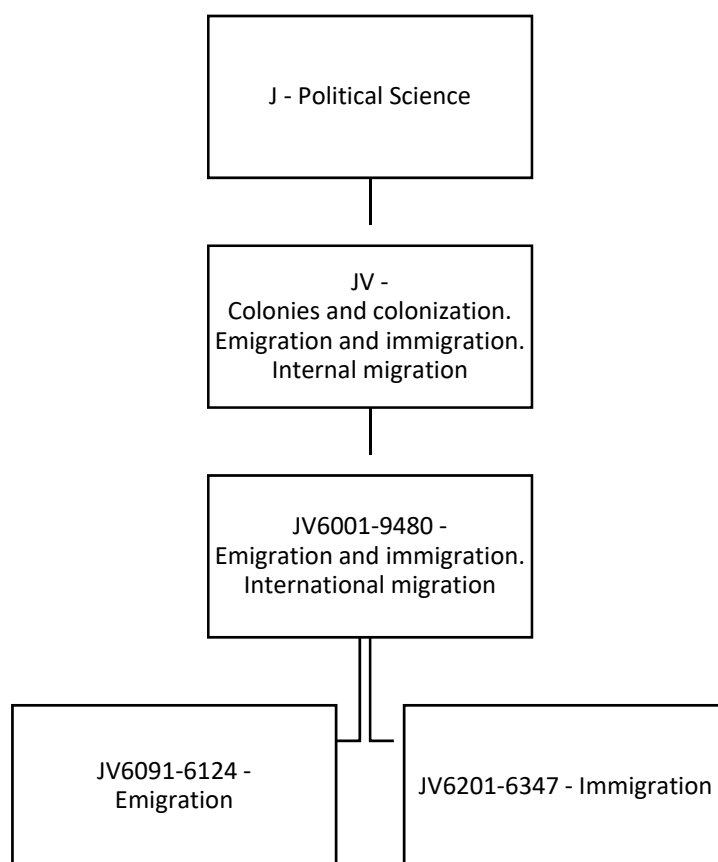 J - Political Science
JV -
Colonies and colonization.
Emigration and immigration.
Internal migration
JV6001-9480 -
Emigration and immigration.
International migration
JV6091-6124 -
Emigration
JV6201-6347 - Immigration